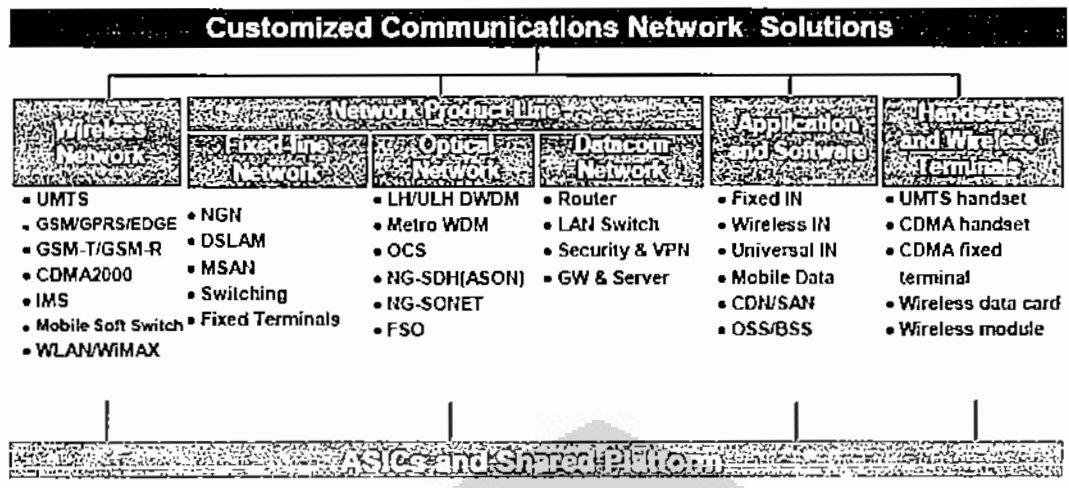 Customized Communications Network Solutions
Wireless
Network
UMTS
GSM/GPRS/EDGE
GSM-T/GSM-R
CDMA2000
IMS
Mobile Soft Switch
WLAN/WiMAX
Network Product Line
Fixed-line
Network
NGN
DSLAM
MSAN
Switching
Fixed Terminals
Optical
Network
LH/ULH DWDM
Metro WDM
OCS
NG-SDH(ASON)
NG-SONET
FSO
Datacom
Network
Router
LAN Switch
Security & VPN
GW & Server
Application
and Software
Fixed IN
Wireless IN
Universal IN
Mobile Data
CDN/SAN
OSS/BSS
Handsets
and Wireless
Terminals
UMTS handset
CDMA handset
CDMA fixed
terminal
Wireless data card
Wireless module
ASICs and Shared Platform